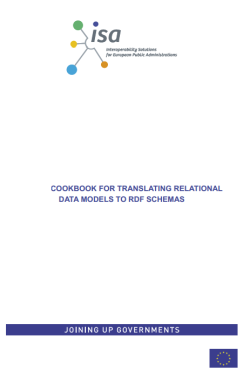 isa
Interoperability Solutions
for European Public Administrations
COOKBOOK FOR TRANSLATING RELATIONAL
DATA MODELS TO RDF SCHEMAS
JOINING UP GOVERNMENTS